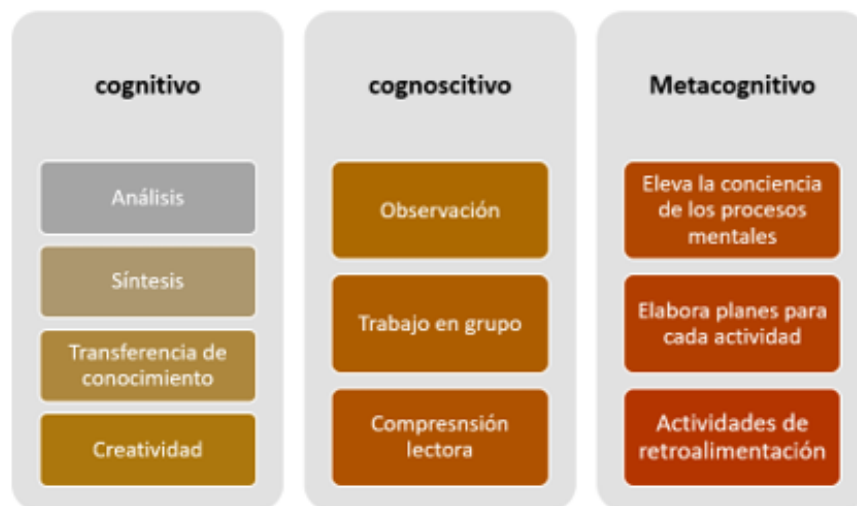 cognitivo
Análisis
Síntesis
Transferencia de
conocimiento
Creatividad
cognoscitivo
Observación
Trabajo en grupo
Compresnsión
lectora
Metacognitivo
Eleva la conciencia
de los procesos
mentales
Elabora planes para
cada actividad
Actividades de
retroalimentación